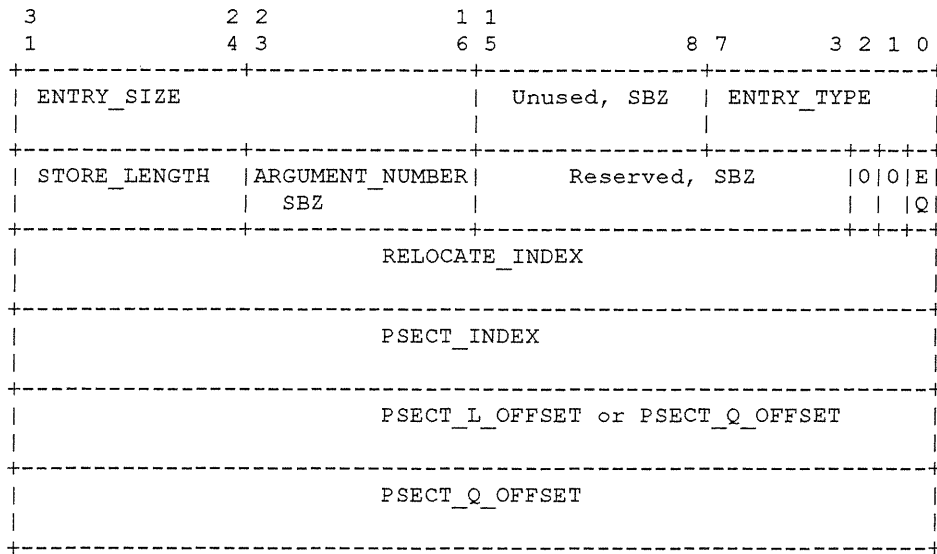 3 2 2 1 1
1 4 3 6 5 8 7 3 2 1 0
ENTRY_SIZE Unused, SBZ ENTRY_TYPE
STORE_LENGTH ARGUMENT_NUMBER Reserved, SBZ 0 0 E
SBZ Q
RELOCATE_INDEX
PSECT_INDEX
PSECT_L_OFFSET or PSECT_Q_OFFSET
PSECT_Q_OFFSET